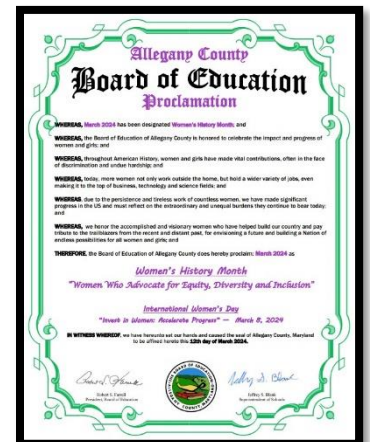 Allegany County
Board of Education
Proclamation
WHEREAS, March 2024 has been designated Women's History Month; and
WHEREAS, the Board of Education of Allegany County is honored to celebrate the impact and progress of
women and girls; and
WHEREAS, throughout American History, women and girls have made vital contributions, often in the face
of discrimination and undue hardship; and
WHEREAS, today, more women not only work outside the home, but hold a wider variety of jobs, even
making it to the top of business, technology and science fields; and
WHEREAS, due to the persistence and tireless work of countless women, we have made significant
progress in the US and must reflect on the extraordinary and unequal burdens they continue to bear today;
and
WHEREAS, we honor the accomplished and visionary women who have helped build our country and pay
tribute to the trailblazers from the recent and distant past, for envisioning a future and building a Nation of
endless possibilities for all women and girls; and
THEREFORE, the Board of Education of Allegany County does hereby proclaim: March 2024 as
Women's History Month
"Women Who Advocate for Equity, Diversity and Inclusion"
International Women's Day
"Invest in Women: Accelerate Progress" — March 8, 2024
IN WITNESS WHEREOF, we have hereunto set our hands and caused the seal of Allegany County, Maryland
to be affixed hereto this 12th day of March 2024.
Robert S. Farrell
President, Board of Education
Jeffrey S. Blank
Superintendent of Schools